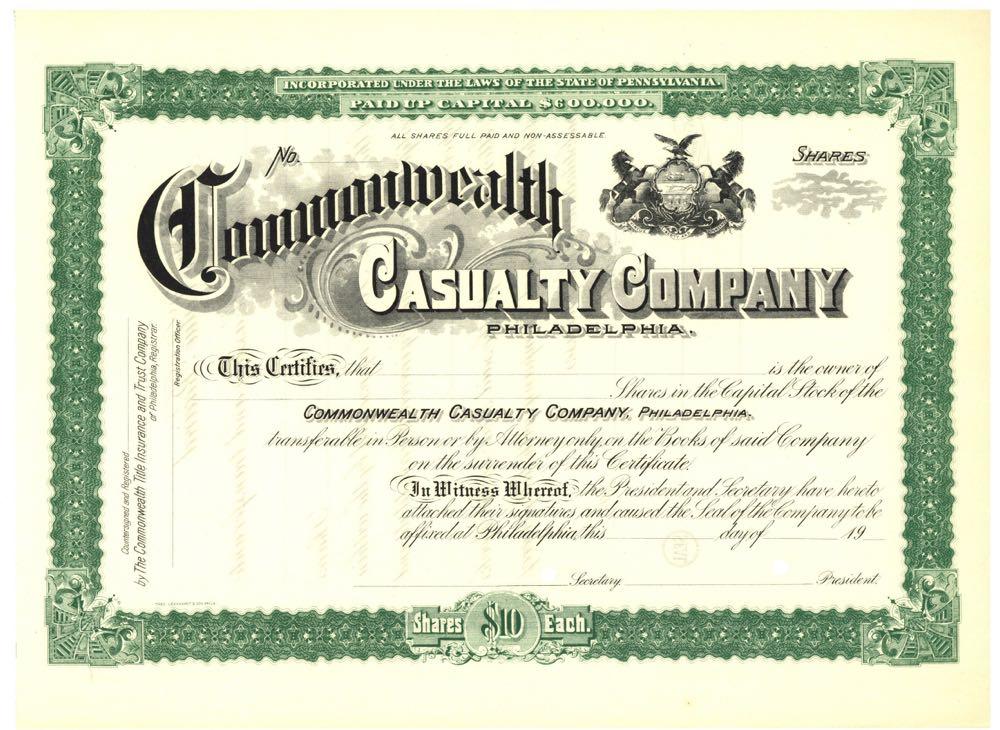 INCORPORATED UNDER THE LAWS OF THE STATE OF PENNSYLVANIA.
PAID UP CAPITAL $600.000.
ALL SHARES FULL PAID AND NON-ASSESSABLE.
No.
SHARES
Commonwealth
CASUALTY COMPANY
PHILADELPHIA.
Countersigned and Registered
by The Commonwealth Title Insurance and Trust Company
of Philadelphia, Registrar.
Registration Officer.
This Certifies, that is the owner of
Shares in the Capital Stock of the
COMMONWEALTH CASUALTY COMPANY, PHILADELPHIA.
transferable in Person or by Attorney only, on the Books of said Company
on the surrender of this Certificate.
In Witness Whereof, the President and Secretary have hereto
attached their signatures and caused the Seal of the Company to be
affixed at Philadelphia, this day of 19
Secretary. President.
Shares $10 Each.